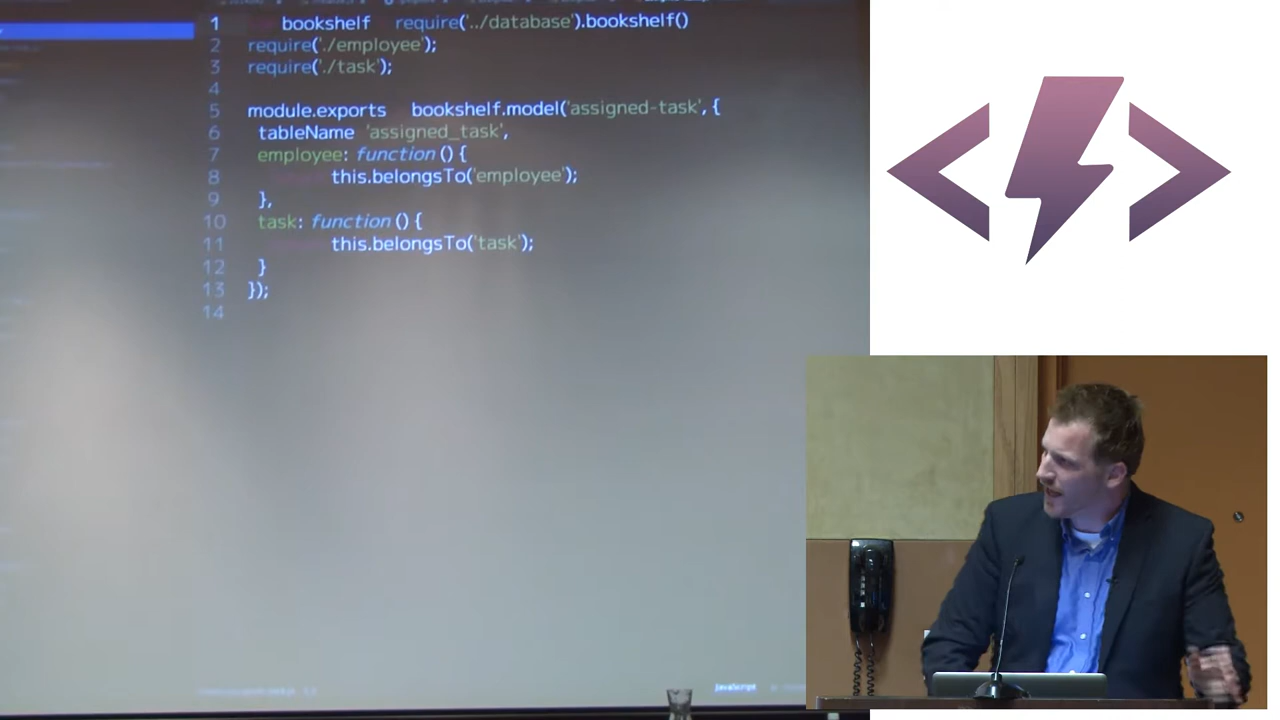 1 bookshelf require('../database').bookshelf()
2 require('./employee');
3 require('./task');
4
5 module.exports bookshelf.model('assigned-task', {
6 tableName 'assigned_task',
7 employee: function () {
8 this.belongsTo('employee');
9 },
10 task: function () {
11 this.belongsTo('task');
12 }
13 });
14
JavaScript